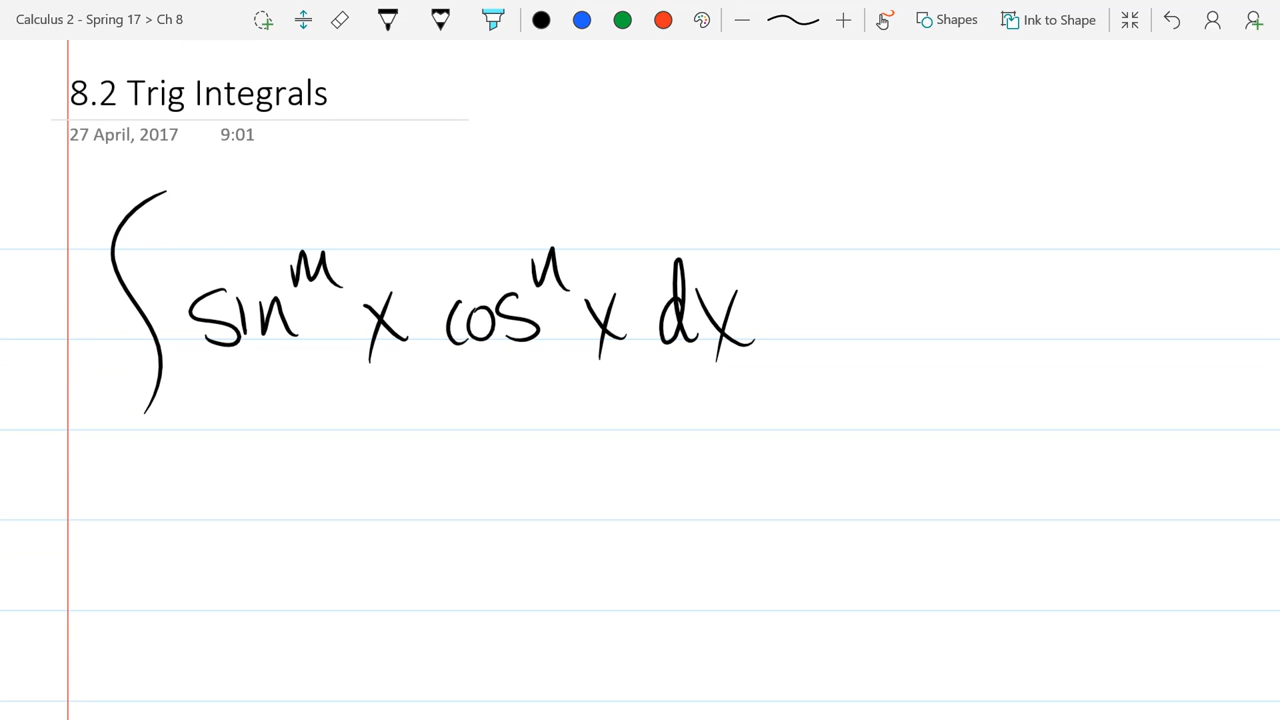 Calculus 2 - Spring 17 > Ch 8
Shapes
Ink to Shape
8.2 Trig Integrals
27 April, 2017 9:01
∫ sin^m x cos^n x dx